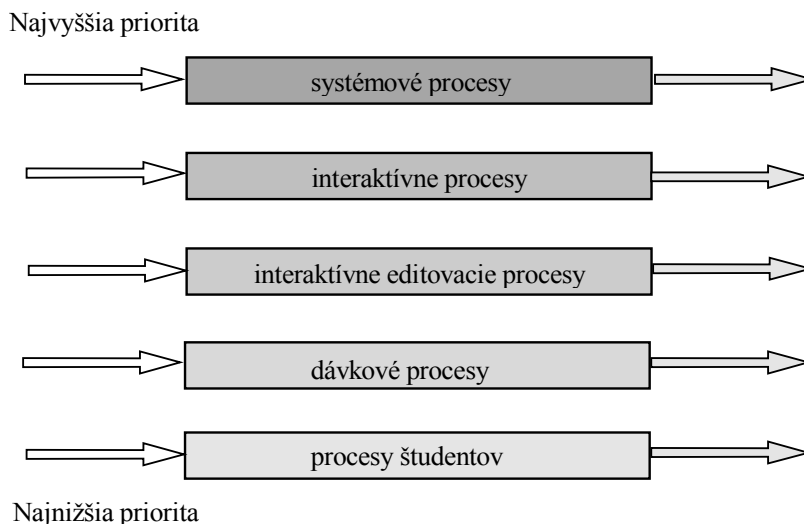 Najvyššia priorita
systémové procesy
interaktívne procesy
interaktívne editovacie procesy
dávkové procesy
procesy študentov
Najnižšia priorita